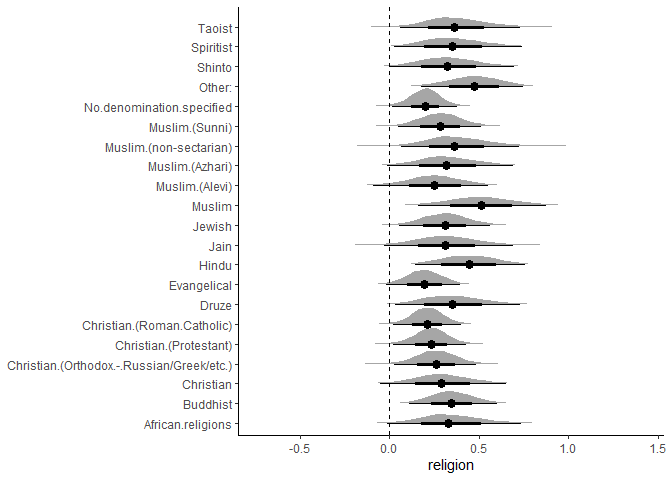 Taoist
Spiritist
Shinto
Other:
No.denomination.specified
Muslim.(Sunni)
Muslim.(non-sectarian)
Muslim.(Azhari)
Muslim.(Alevi)
Muslim
Jewish
Jain
Hindu
Evangelical
Druze
Christian.(Roman.Catholic)
Christian.(Protestant)
Christian.(Orthodox.-.Russian/Greek/etc.)
Christian
Buddhist
African.religions
-0.5 0.0 0.5 1.0 1.5
religion